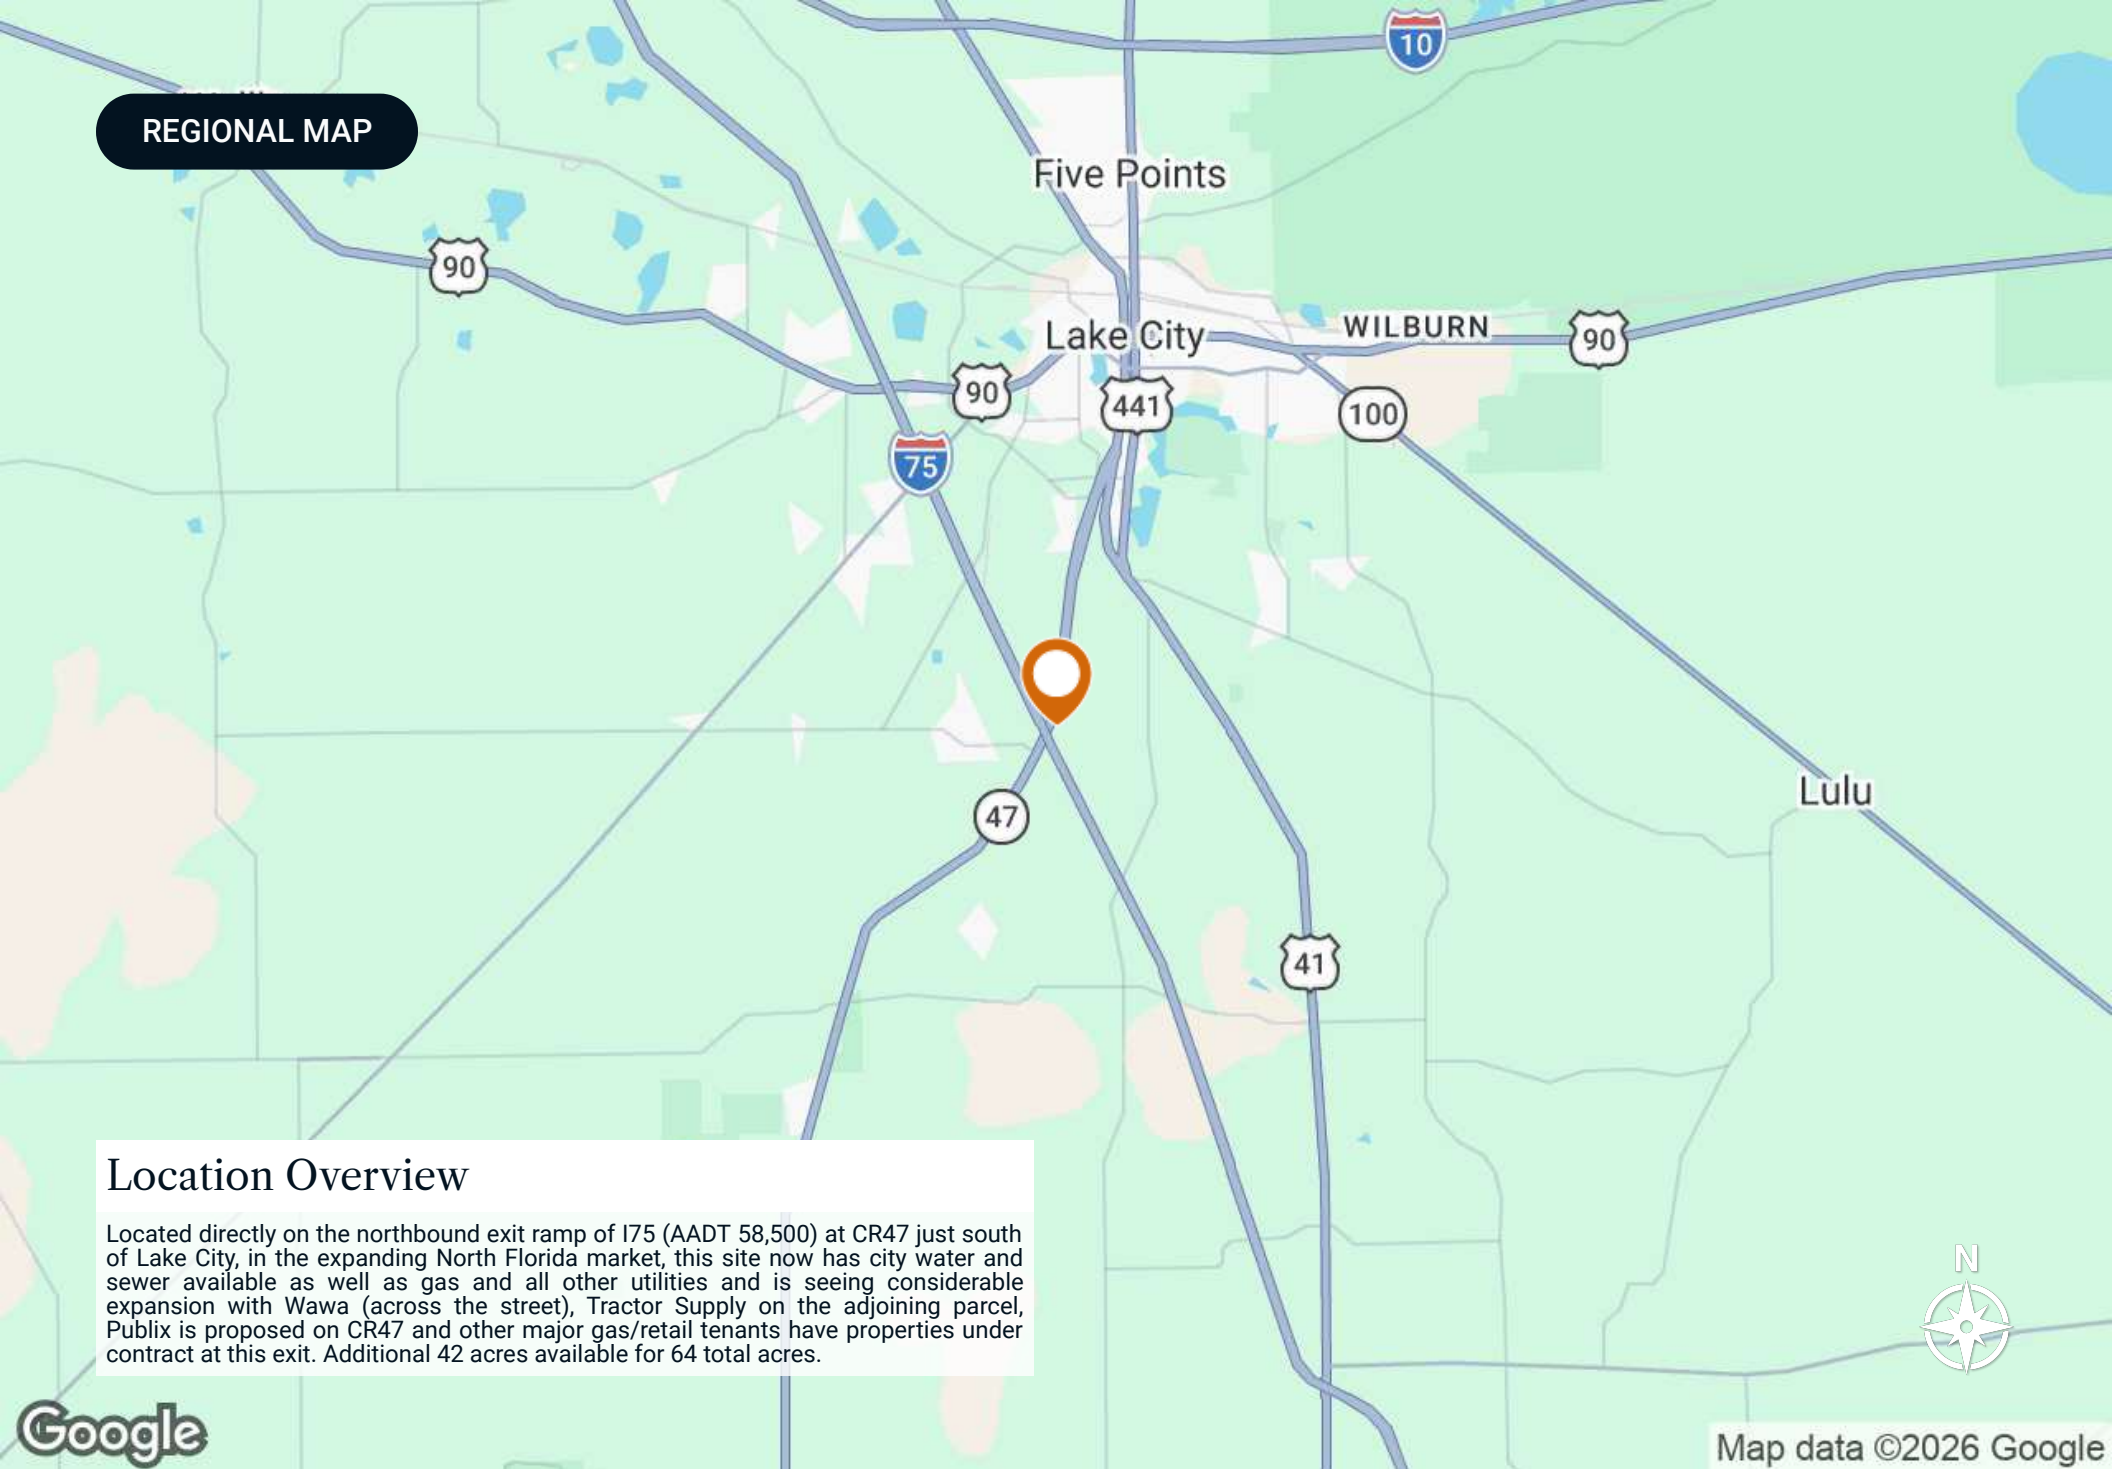 10
REGIONAL MAP
Five Points
90
Lake City
WILBURN
90
90
441
100
75
47
Lulu
41
Location Overview
Located directly on the northbound exit ramp of I75 (AADT 58,500) at CR47 just south
of Lake City, in the expanding North Florida market, this site now has city water and
sewer available as well as gas and all other utilities and is seeing considerable
expansion with Wawa (across the street), Tractor Supply on the adjoining parcel,
Publix is proposed on CR47 and other major gas/retail tenants have properties under
contract at this exit. Additional 42 acres available for 64 total acres.
N
Google
Map data ©2026 Google